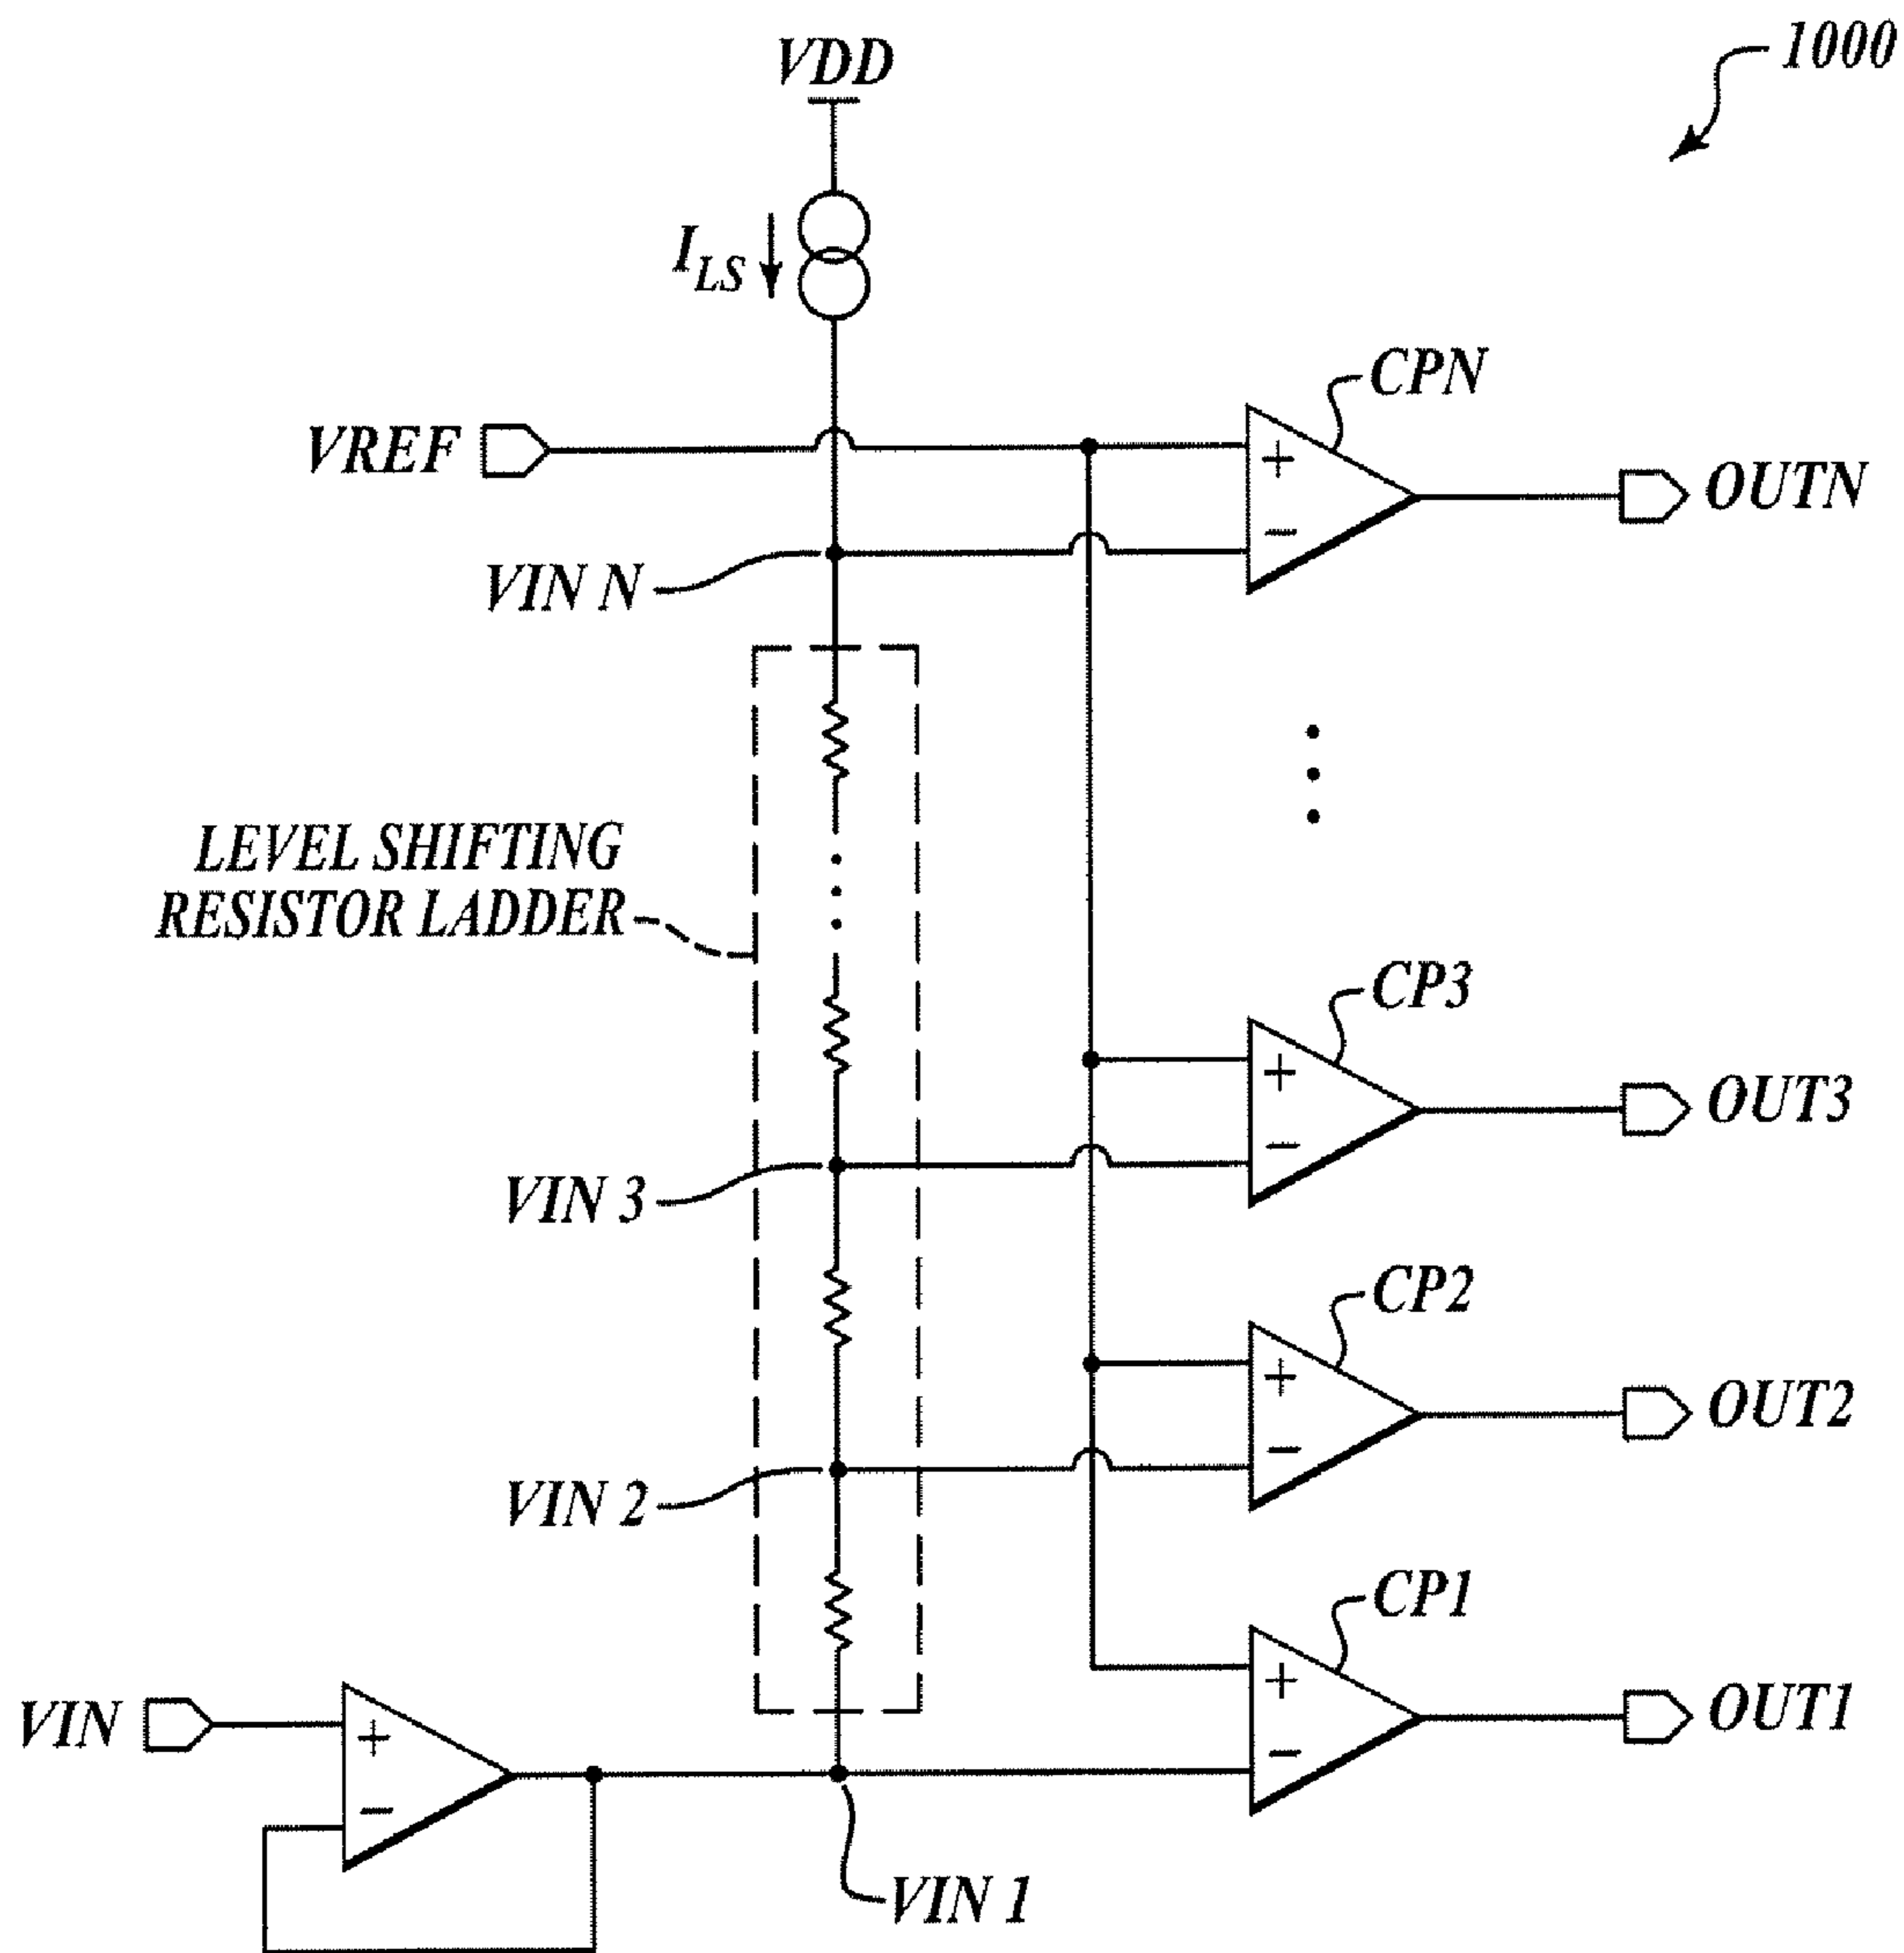 1000
VDD
I_LS
CPN
VREF
+
−
OUTN
VIN N
LEVEL SHIFTING
RESISTOR LADDER
CP3
+
−
OUT3
VIN 3
CP2
+
−
OUT2
VIN 2
CP1
+
−
OUT1
VIN
+
−
VIN 1